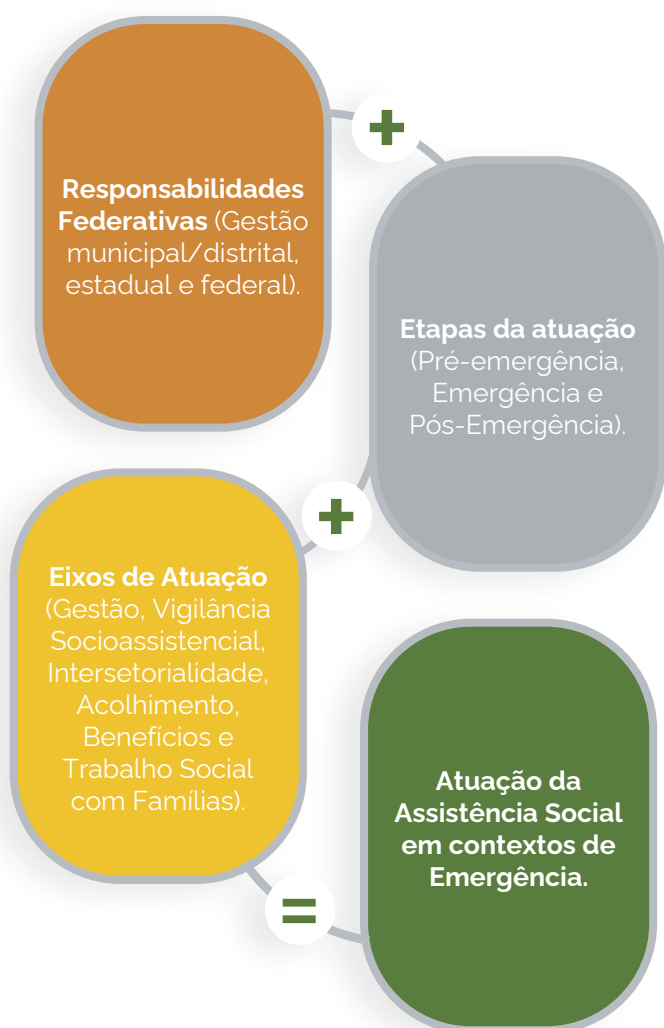 Responsabilidades
Federativas (Gestão
municipal/distrital,
estadual e federal).
+
Etapas da atuação
(Pré-emergência,
Emergência e
Pós-Emergência).
+
Eixos de Atuação
(Gestão, Vigilância
Socioassistencial,
Intersetorialidade,
Acolhimento,
Benefícios e
Trabalho Social
com Famílias).
=
Atuação da
Assistência Social
em contextos de
Emergência.